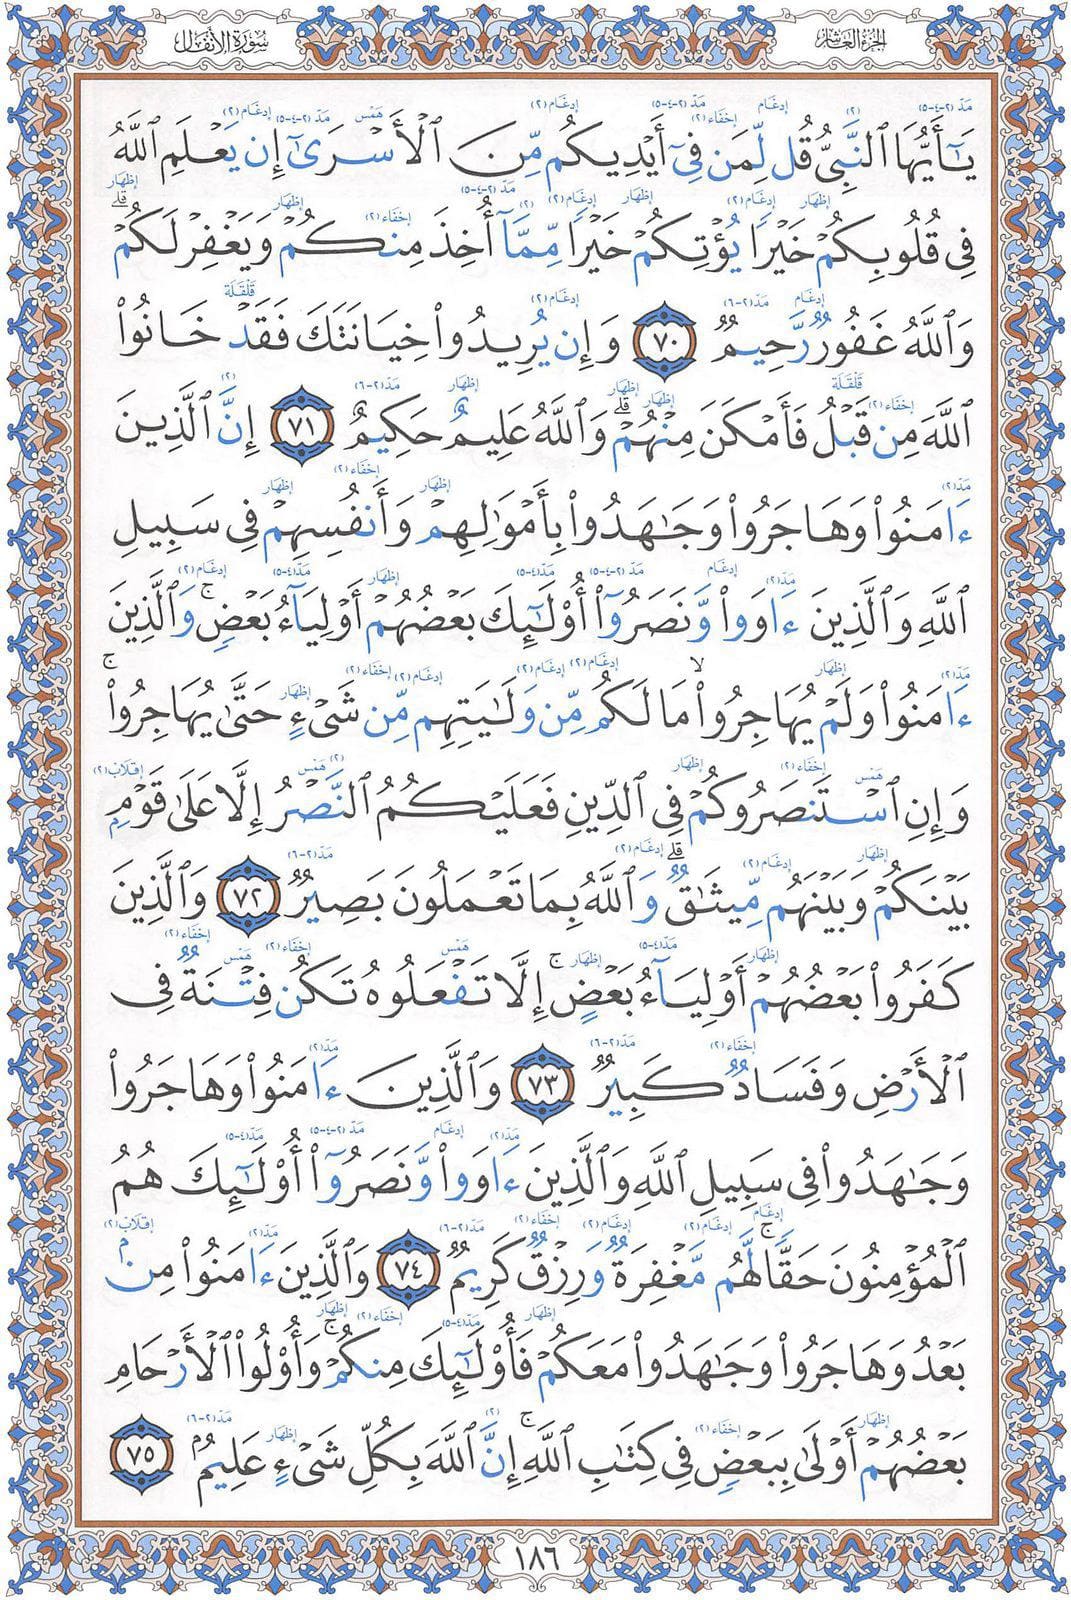 سورة الأنفال
الجزء العاشر
يَـٰٓأَيُّهَا ٱلنَّبِيُّ قُل لِّمَن فِىٓ أَيْدِيكُم مِّنَ ٱلْأَسْرَىٰٓ إِن يَعْلَمِ ٱللَّهُ
فِى قُلُوبِكُمْ خَيْرًا يُؤْتِكُمْ خَيْرًا مِّمَّآ أُخِذَ مِنكُمْ وَيَغْفِرْ لَكُمْ ۗ
وَٱللَّهُ غَفُورٌ رَّحِيمٌ ٧٠ وَإِن يُرِيدُوا۟ خِيَانَتَكَ فَقَدْ خَانُوا۟
ٱللَّهَ مِن قَبْلُ فَأَمْكَنَ مِنْهُمْ ۗ وَٱللَّهُ عَلِيمٌ حَكِيمٌ ٧١ إِنَّ ٱلَّذِينَ
ءَامَنُوا۟ وَهَاجَرُوا۟ وَجَـٰهَدُوا۟ بِأَمْوَٰلِهِمْ وَأَنفُسِهِمْ فِى سَبِيلِ
ٱللَّهِ وَٱلَّذِينَ ءَاوَوا۟ وَّنَصَرُوٓا۟ أُو۟لَـٰٓئِكَ بَعْضُهُمْ أَوْلِيَآءُ بَعْضٍ ۚ وَٱلَّذِينَ
ءَامَنُوا۟ وَلَمْ يُهَاجِرُوا۟ مَا لَكُم مِّن وَلَـٰيَتِهِم مِّن شَىْءٍ حَتَّىٰ يُهَاجِرُوا۟ ۚ
وَإِنِ ٱسْتَنصَرُوكُمْ فِى ٱلدِّينِ فَعَلَيْكُمُ ٱلنَّصْرُ إِلَّا عَلَىٰ قَوْمٍۭ
بَيْنَكُمْ وَبَيْنَهُم مِّيثَـٰقٌ ۗ وَٱللَّهُ بِمَا تَعْمَلُونَ بَصِيرٌ ٧٢ وَٱلَّذِينَ
كَفَرُوا۟ بَعْضُهُمْ أَوْلِيَآءُ بَعْضٍ ۚ إِلَّا تَفْعَلُوهُ تَكُن فِتْنَةٌ فِى
ٱلْأَرْضِ وَفَسَادٌ كَبِيرٌ ٧٣ وَٱلَّذِينَ ءَامَنُوا۟ وَهَاجَرُوا۟
وَجَـٰهَدُوا۟ فِى سَبِيلِ ٱللَّهِ وَٱلَّذِينَ ءَاوَوا۟ وَّنَصَرُوٓا۟ أُو۟لَـٰٓئِكَ هُمُ
ٱلْمُؤْمِنُونَ حَقًّا ۚ لَّهُم مَّغْفِرَةٌ وَرِزْقٌ كَرِيمٌ ٧٤ وَٱلَّذِينَ ءَامَنُوا۟ مِنۢ
بَعْدُ وَهَاجَرُوا۟ وَجَـٰهَدُوا۟ مَعَكُمْ فَأُو۟لَـٰٓئِكَ مِنكُمْ ۚ وَأُو۟لُوا۟ ٱلْأَرْحَامِ
بَعْضُهُمْ أَوْلَىٰ بِبَعْضٍ فِى كِتَـٰبِ ٱللَّهِ ۚ إِنَّ ٱللَّهَ بِكُلِّ شَىْءٍ عَلِيمٌۢ ٧٥
١٨٦